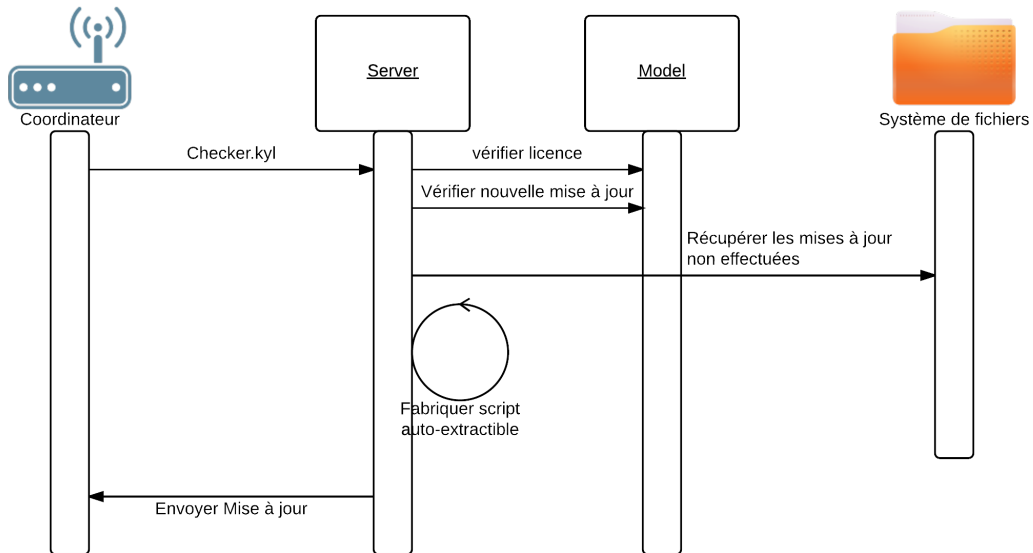 Server
Model
Coordinateur
Système de fichiers
Checker.kyl
vérifier licence
Vérifier nouvelle mise à jour
Récupérer les mises à jour
non effectuées
Fabriquer script
auto-extractible
Envoyer Mise à jour